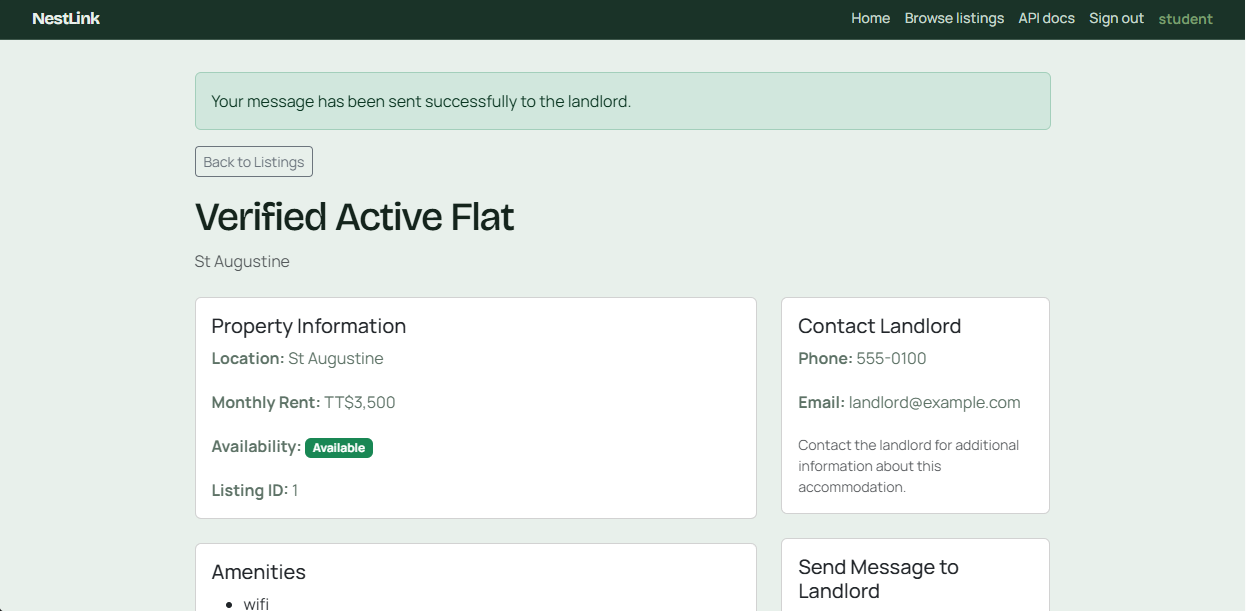 NestLink
Home Browse listings API docs Sign out student
Your message has been sent successfully to the landlord.
Back to Listings
Verified Active Flat
St Augustine
Property Information
Location: St Augustine
Monthly Rent: TT$3,500
Availability: Available
Listing ID: 1
Contact Landlord
Phone: 555-0100
Email: landlord@example.com
Contact the landlord for additional
information about this
accommodation.
Amenities
• wifi
Send Message to
Landlord